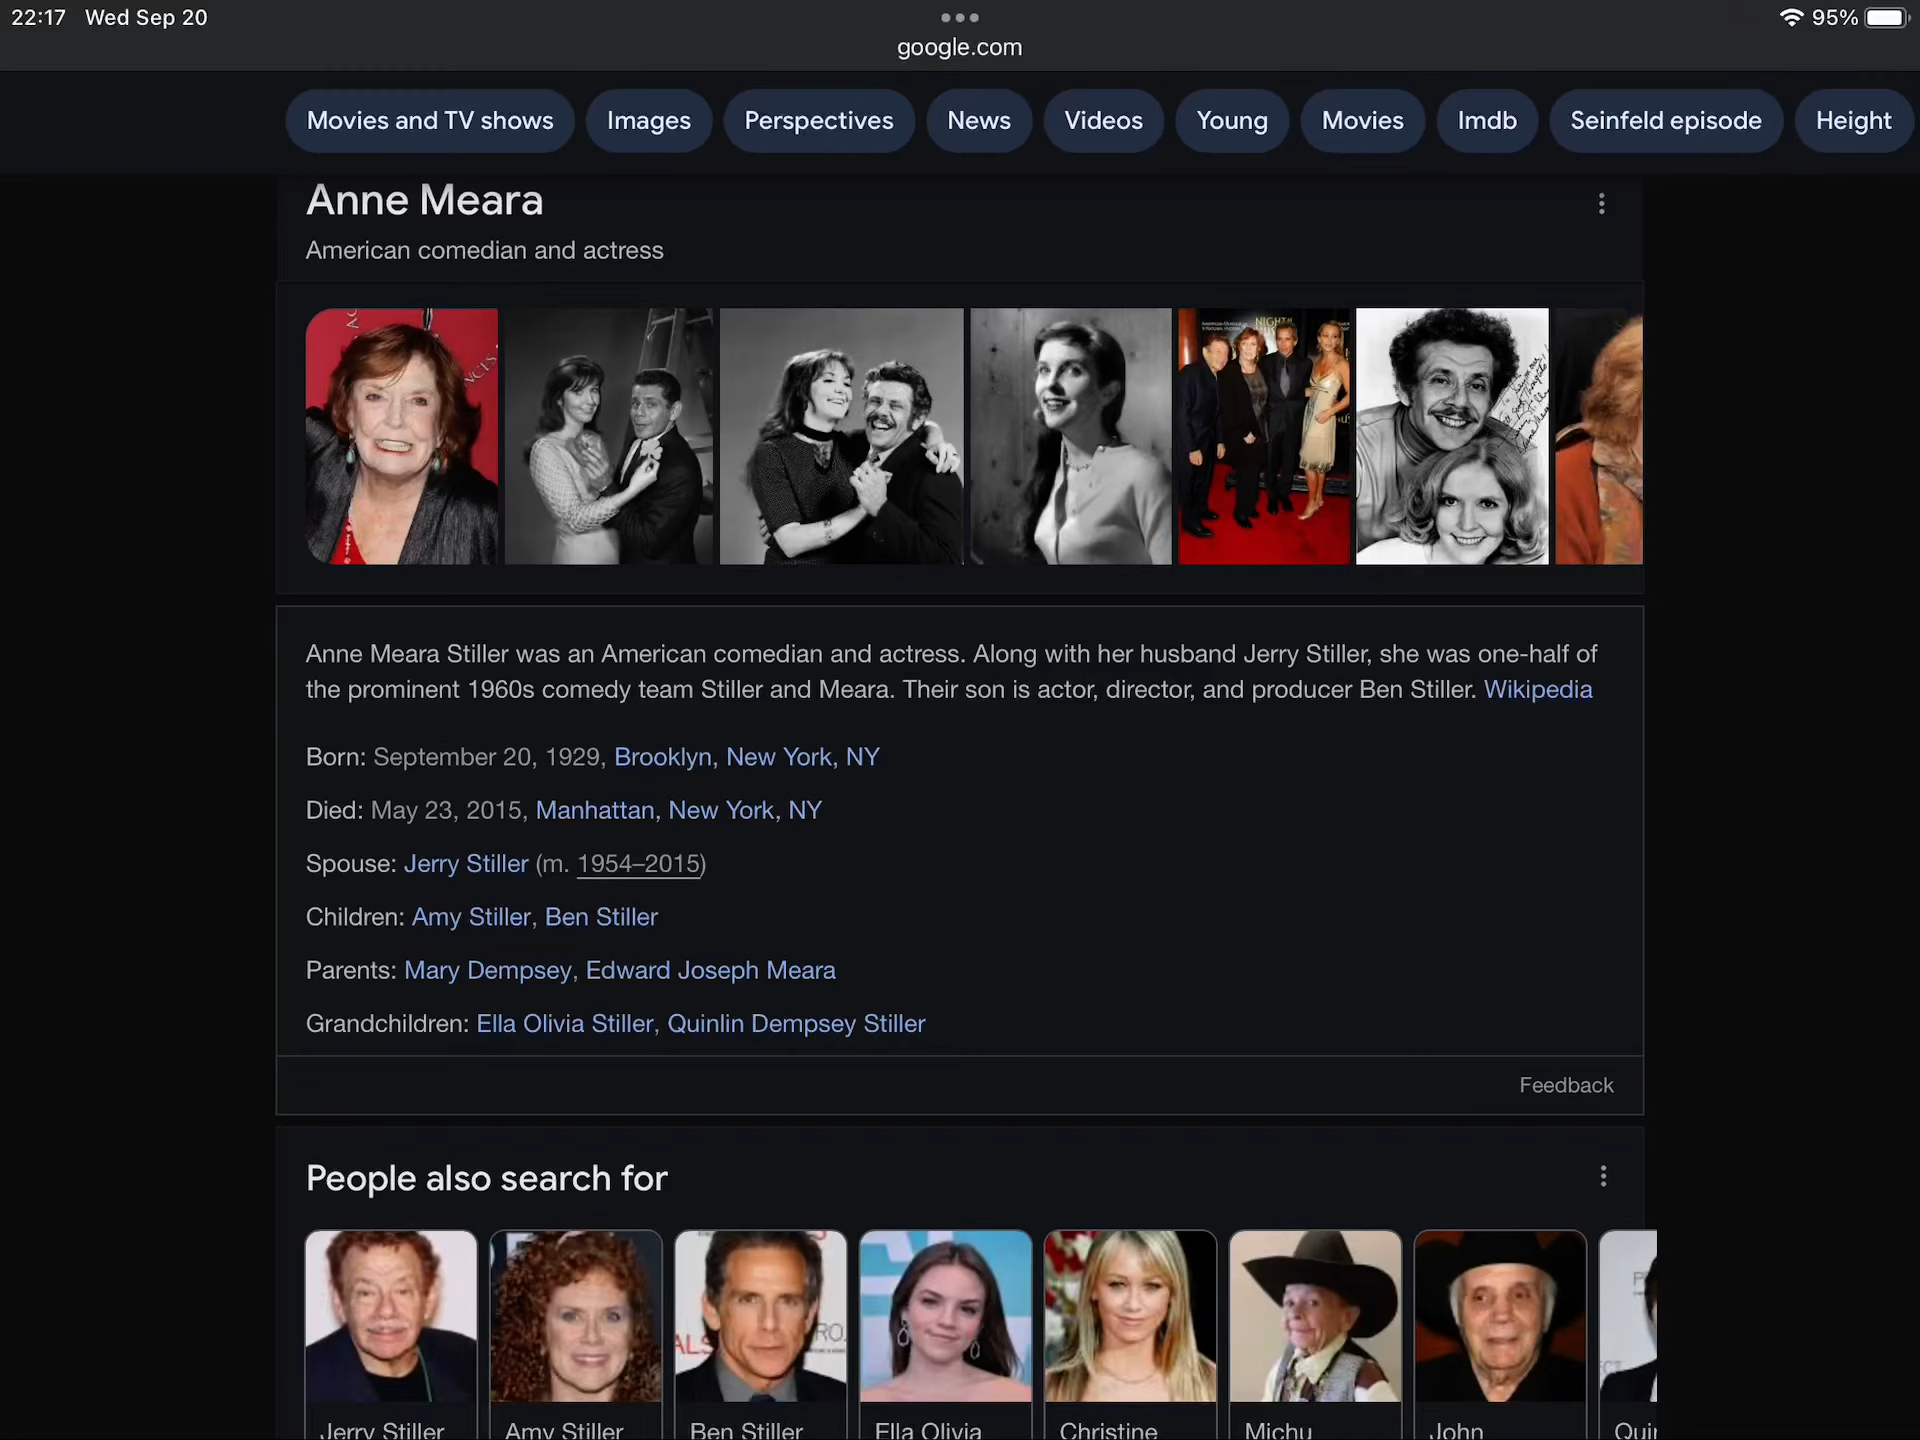 22:17 Wed Sep 20
95%
google.com
Movies and TV shows Images Perspectives News Videos Young Movies Imdb Seinfeld episode Height
Anne Meara
American comedian and actress
NIGHT
Anne Meara Stiller was an American comedian and actress. Along with her husband Jerry Stiller, she was one-half of
the prominent 1960s comedy team Stiller and Meara. Their son is actor, director, and producer Ben Stiller. Wikipedia
Born: September 20, 1929, Brooklyn, New York, NY
Died: May 23, 2015, Manhattan, New York, NY
Spouse: Jerry Stiller (m. 1954–2015)
Children: Amy Stiller, Ben Stiller
Parents: Mary Dempsey, Edward Joseph Meara
Grandchildren: Ella Olivia Stiller, Quinlin Dempsey Stiller
Feedback
People also search for
Jerry Stiller Amy Stiller Ben Stiller Ella Olivia Christine Michu John Qui